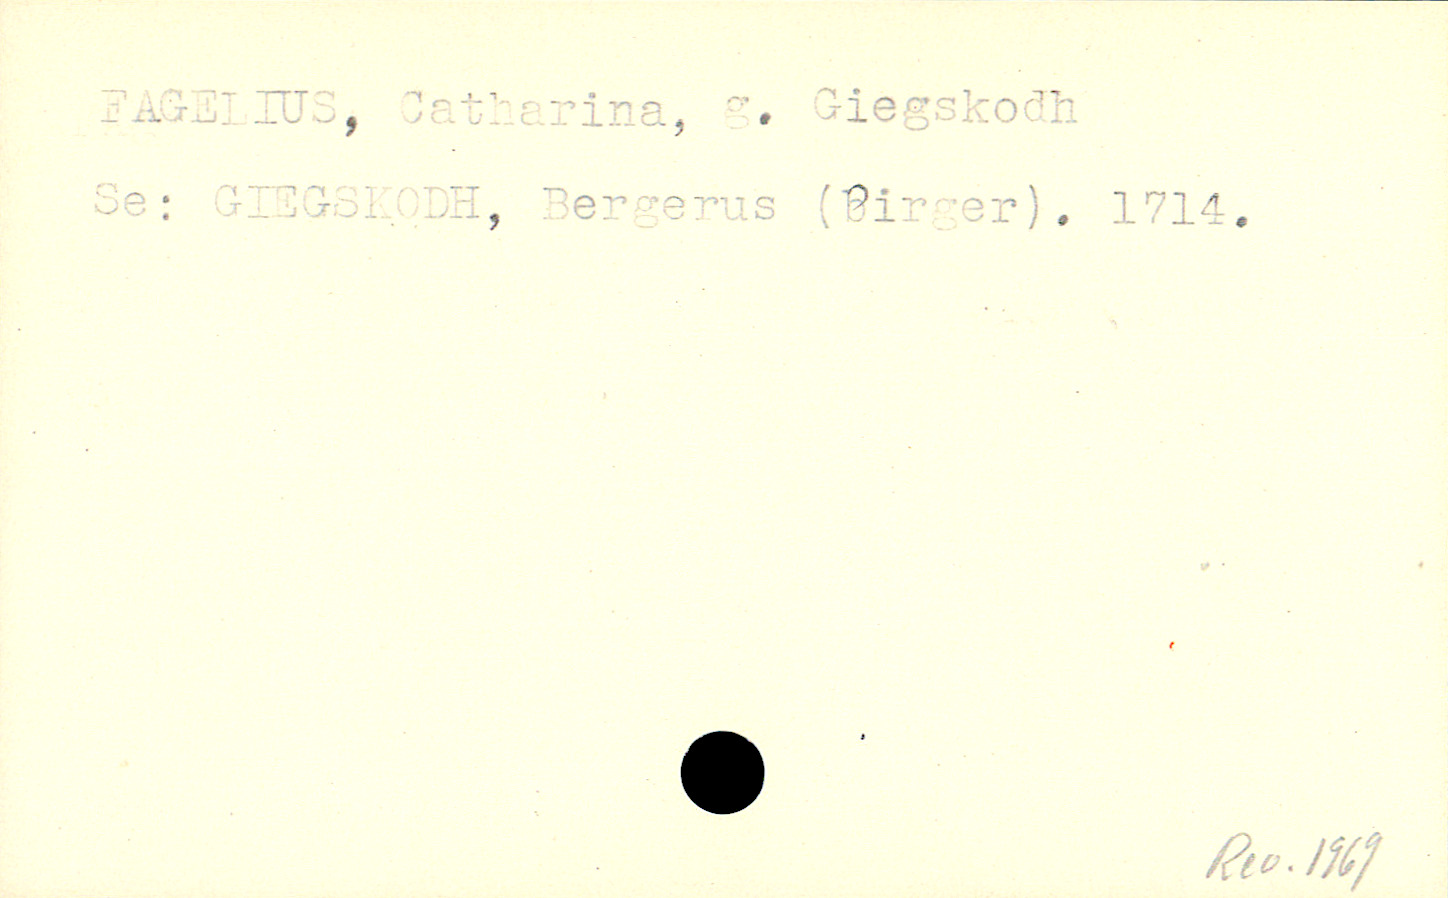 FAGELIUS, Catharina, g. Giegskodh
Se: GIEGSKODH, Bergerus (Birger). 1714.
Rev. 1969